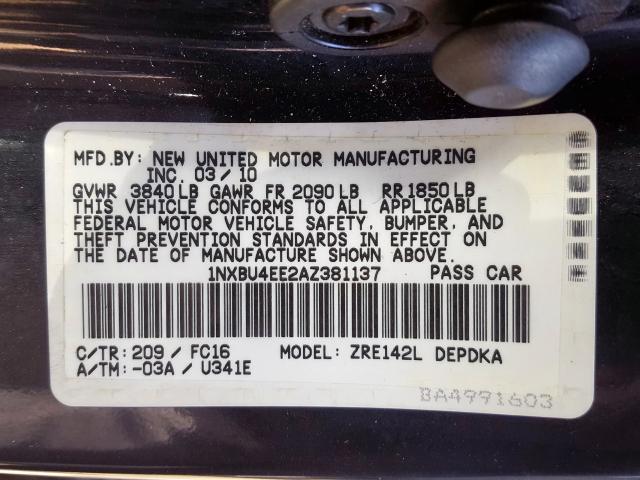 MFD.BY: NEW UNITED MOTOR MANUFACTURING
INC. 03/10
GVWR 3840 LB GAWR FR 2090 LB RR 1850 LB
THIS VEHICLE CONFORMS TO ALL APPLICABLE
FEDERAL MOTOR VEHICLE SAFETY, BUMPER, AND
THEFT PREVENTION STANDARDS IN EFFECT ON
THE DATE OF MANUFACTURE SHOWN ABOVE.
1NXBU4EE2AZ381137 PASS CAR
C/TR: 209 / FC16 MODEL: ZRE142L DEPDKA
A/TM: -03A / U341E
BA4991603